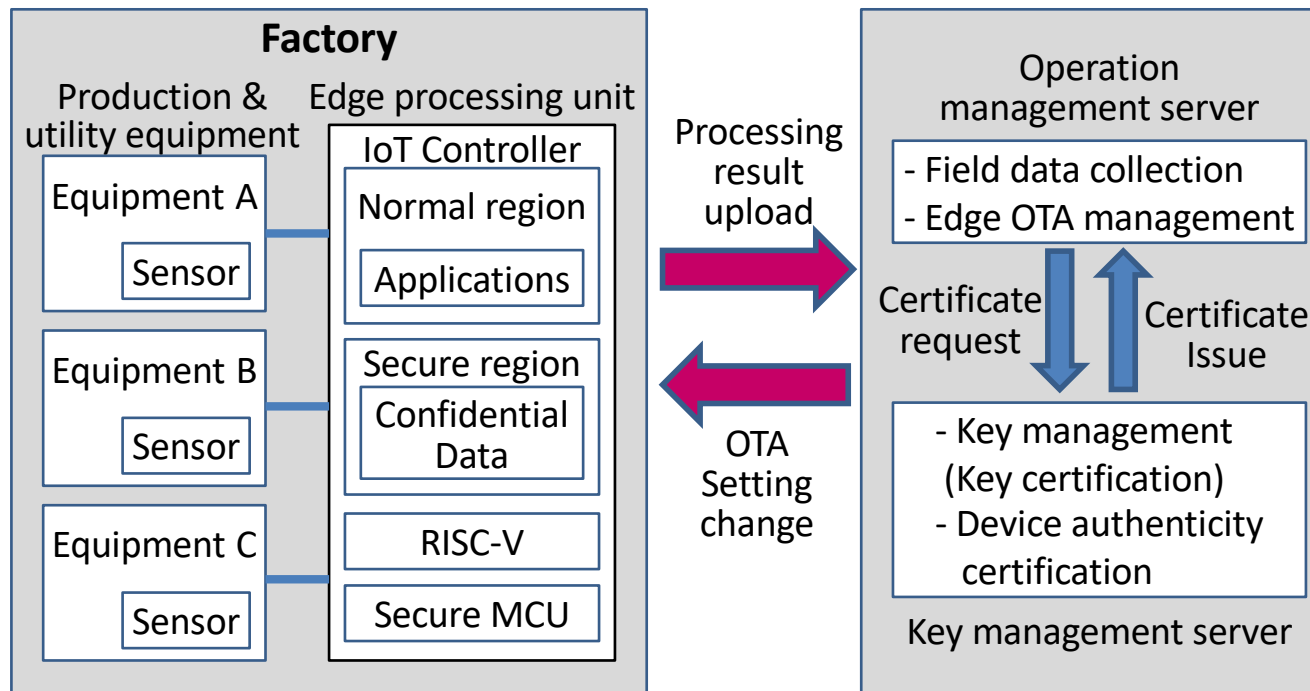 Factory
Production &
utility equipment
Equipment A
Sensor
Equipment B
Sensor
Equipment C
Sensor
Edge processing unit
IoT Controller
Normal region
Applications
Secure region
Confidential
Data
RISC-V
Secure MCU
Processing
result
upload
OTA
Setting
change
Operation
management server
- Field data collection
- Edge OTA management
Certificate
request
Certificate
Issue
- Key management
(Key certification)
- Device authenticity
certification
Key management server